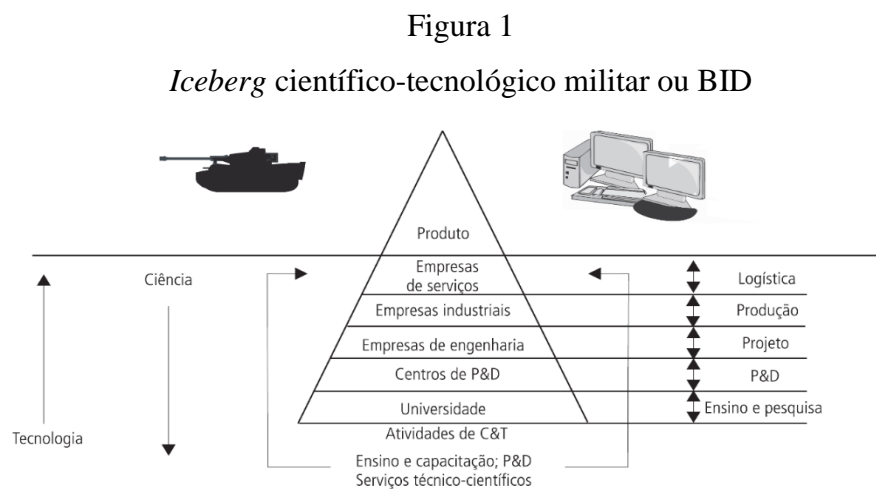 Figura 1
Iceberg científico-tecnológico militar ou BID
Produto
Ciência
Empresas
de serviços
Logística
Empresas industriais
Produção
Empresas de engenharia
Projeto
Centros de P&D
P&D
Universidade
Ensino e pesquisa
Tecnologia
Atividades de C&T
Ensino e capacitação; P&D
Serviços técnico-científicos